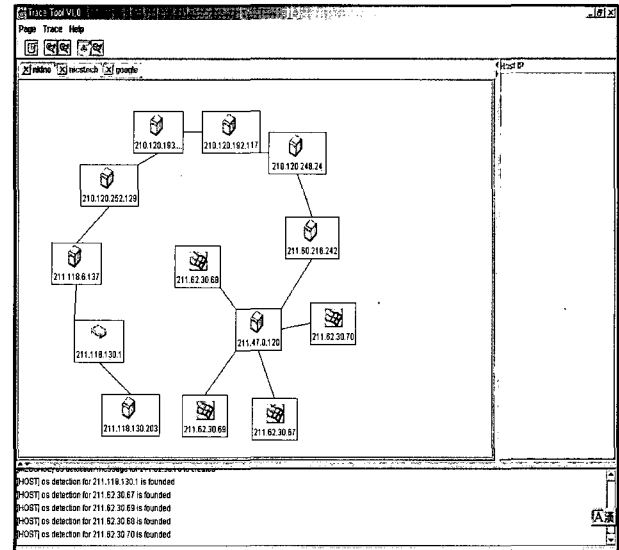 Trace Tool V1.0
Page Trace Help
nicstech google
Host IP
210.120.193...
210.120.192.117
210.120.248.24
210.120.252.129
211.60.216.242
211.118.6.137
211.62.30.68
211.47.0.120
211.62.30.70
211.118.130.1
211.118.130.203
211.62.30.69
211.62.30.67
[HOST] os detection for 211.118.130.1 is founded
[HOST] os detection for 211.62.30.67 is founded
[HOST] os detection for 211.62.30.69 is founded
[HOST] os detection for 211.62.30.68 is founded
[HOST] os detection for 211.62.30.70 is founded
A漢